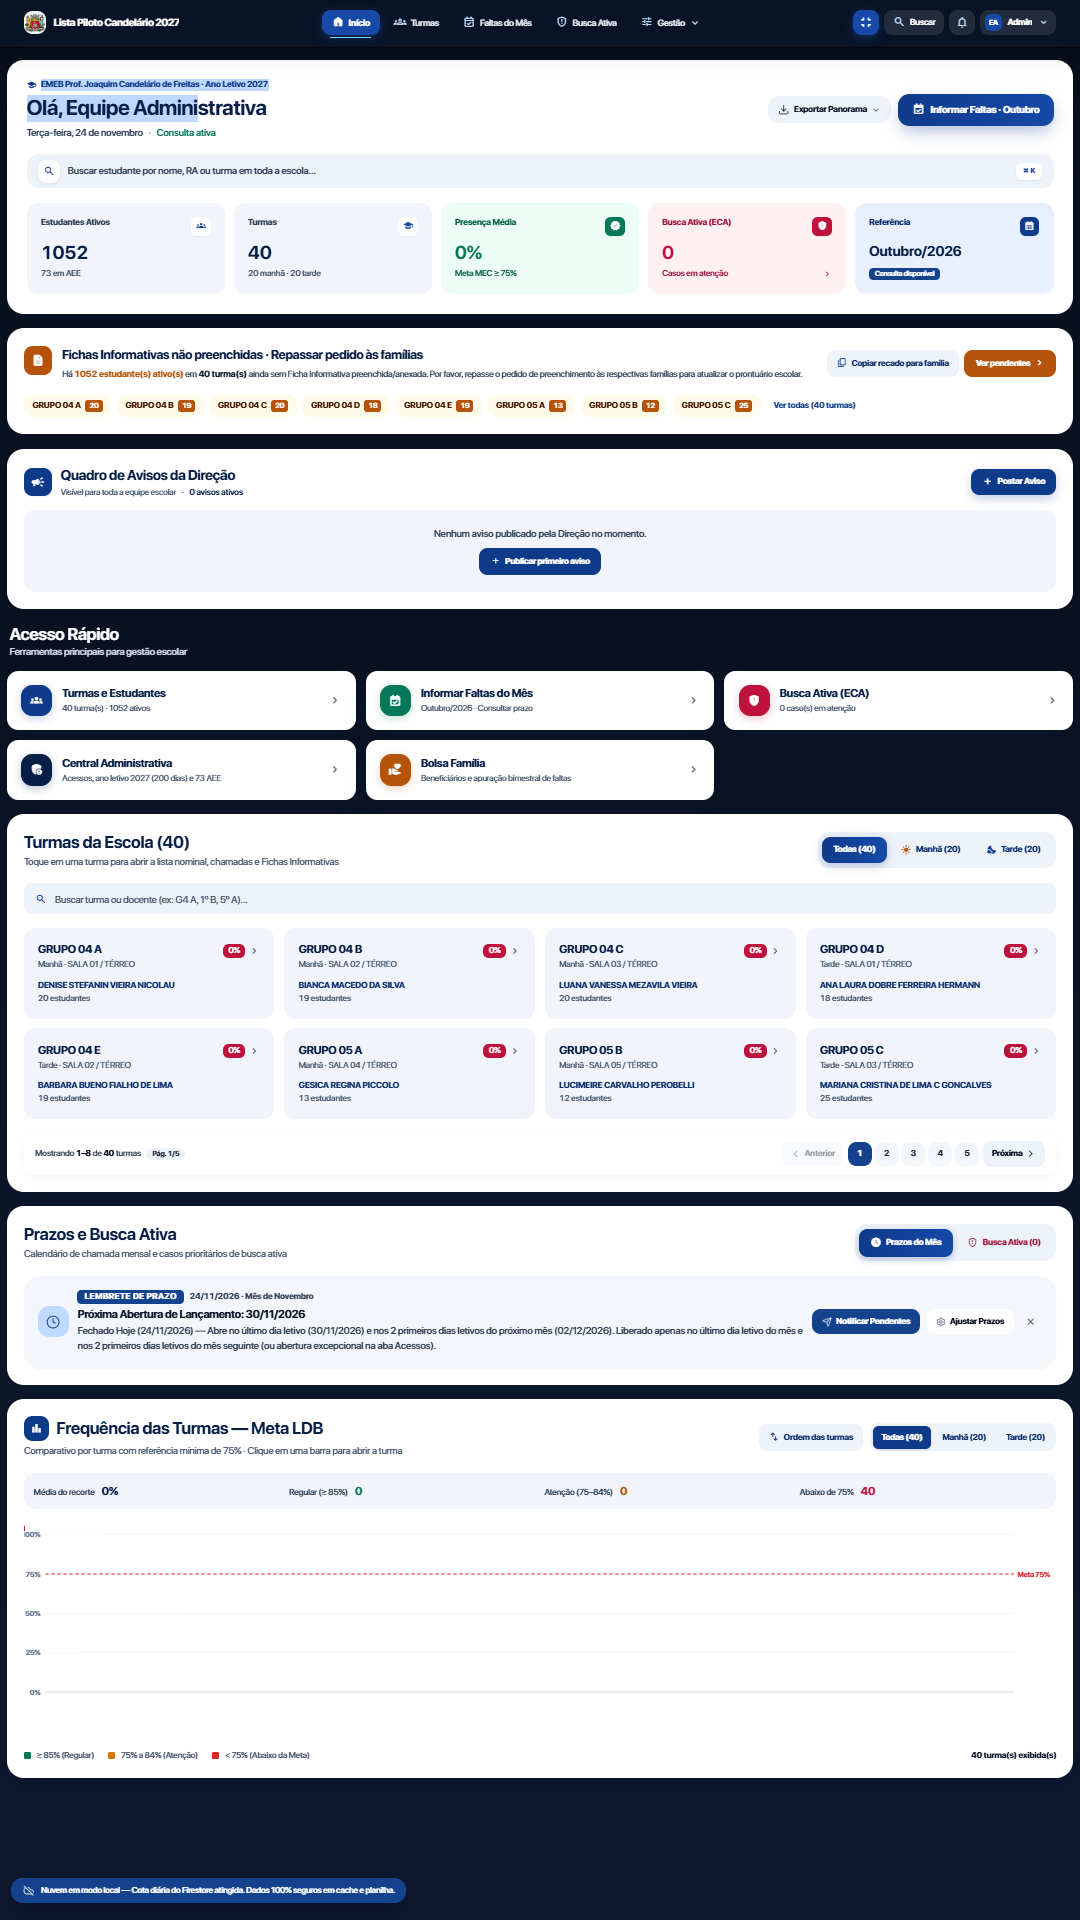 Lista Piloto Candelário 2027
Início
Turmas
Faltas do Mês
Busca Ativa
Gestão
Buscar
EA
Admin
EMEB Prof. Joaquim Candelário de Freitas · Ano Letivo 2027
Olá, Equipe Administrativa
Terça-feira, 24 de novembro · Consulta ativa
Exportar Panorama
Informar Faltas · Outubro
Buscar estudante por nome, RA ou turma em toda a escola...
⌘ K
Estudantes Ativos
1052
73 em AEE
Turmas
40
20 manhã · 20 tarde
Presença Média
0%
Meta MEC ≥ 75%
Busca Ativa (ECA)
0
Casos em atenção
Referência
Outubro/2026
Consulta disponível
Fichas Informativas não preenchidas · Repassar pedido às famílias
Há 1052 estudante(s) ativo(s) em 40 turma(s) ainda sem Ficha Informativa preenchida/anexada. Por favor, repasse o pedido de preenchimento às respectivas famílias para atualizar o prontuário escolar.
Copiar recado para família
Ver pendentes
GRUPO 04 A 20
GRUPO 04 B 19
GRUPO 04 C 20
GRUPO 04 D 18
GRUPO 04 E 19
GRUPO 05 A 13
GRUPO 05 B 12
GRUPO 05 C 25
Ver todas (40 turmas)
Quadro de Avisos da Direção
Visível para toda a equipe escolar · 0 avisos ativos
+ Postar Aviso
Nenhum aviso publicado pela Direção no momento.
+ Publicar primeiro aviso
Acesso Rápido
Ferramentas principais para gestão escolar
Turmas e Estudantes
40 turma(s) · 1052 ativos
Informar Faltas do Mês
Outubro/2026 · Consultar prazo
Busca Ativa (ECA)
0 caso(s) em atenção
Central Administrativa
Acessos, ano letivo 2027 (200 dias) e 73 AEE
Bolsa Família
Beneficiários e apuração bimestral de faltas
Turmas da Escola (40)
Toque em uma turma para abrir a lista nominal, chamadas e Fichas Informativas
Todas (40)
Manhã (20)
Tarde (20)
Buscar turma ou docente (ex: G4 A, 1º B, 5º A)...
GRUPO 04 A
0%
Manhã · SALA 01 / TÉRREO
DENISE STEFANIN VIEIRA NICOLAU
20 estudantes
GRUPO 04 B
0%
Manhã · SALA 02 / TÉRREO
BIANCA MACEDO DA SILVA
19 estudantes
GRUPO 04 C
0%
Manhã · SALA 03 / TÉRREO
LUANA VANESSA MEZAVILA VIEIRA
20 estudantes
GRUPO 04 D
0%
Tarde · SALA 01 / TÉRREO
ANA LAURA DOBRE FERREIRA HERMANN
18 estudantes
GRUPO 04 E
0%
Tarde · SALA 02 / TÉRREO
BARBARA BUENO FIALHO DE LIMA
19 estudantes
GRUPO 05 A
0%
Manhã · SALA 04 / TÉRREO
GESICA REGINA PICCOLO
13 estudantes
GRUPO 05 B
0%
Manhã · SALA 05 / TÉRREO
LUCIMEIRE CARVALHO PEROBELLI
12 estudantes
GRUPO 05 C
0%
Tarde · SALA 03 / TÉRREO
MARIANA CRISTINA DE LIMA C GONCALVES
25 estudantes
Mostrando 1–8 de 40 turmas
Pág. 1/5
Anterior
1
2
3
4
5
Próxima
Prazos e Busca Ativa
Calendário de chamada mensal e casos prioritários de busca ativa
Prazos do Mês
Busca Ativa (0)
LEMBRETE DE PRAZO
24/11/2026 · Mês de Novembro
Próxima Abertura de Lançamento: 30/11/2026
Fechado Hoje (24/11/2026) — Abre no último dia letivo (30/11/2026) e nos 2 primeiros dias letivos do próximo mês (02/12/2026). Liberado apenas no último dia letivo do mês e
nos 2 primeiros dias letivos do mês seguinte (ou abertura excepcional na aba Acessos).
Notificar Pendentes
Ajustar Prazos
Frequência das Turmas — Meta LDB
Comparativo por turma com referência mínima de 75% · Clique em uma barra para abrir a turma
Ordem das turmas
Todas (40)
Manhã (20)
Tarde (20)
Média do recorte 0%
Regular (≥ 85%) 0
Atenção (75–84%) 0
Abaixo de 75% 40
100%
75%
Meta 75%
50%
25%
0%
≥ 85% (Regular)
75% a 84% (Atenção)
< 75% (Abaixo da Meta)
40 turma(s) exibida(s)
Nuvem em modo local — Cota diária do Firestore atingida. Dados 100% seguros em cache e planilha.